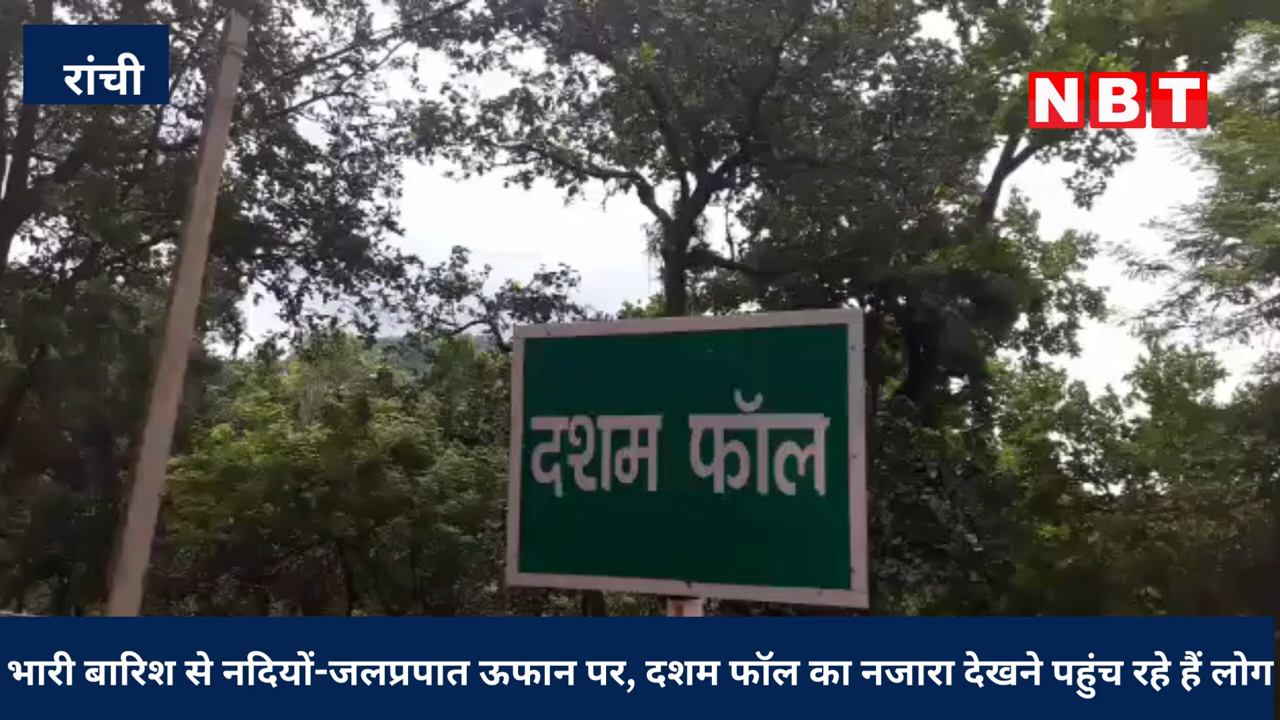 रांची
NBT
दशम फॉल
भारी बारिश से नदियों-जलप्रपात ऊफान पर, दशम फॉल का नजारा देखने पहुंच रहे हैं लोग